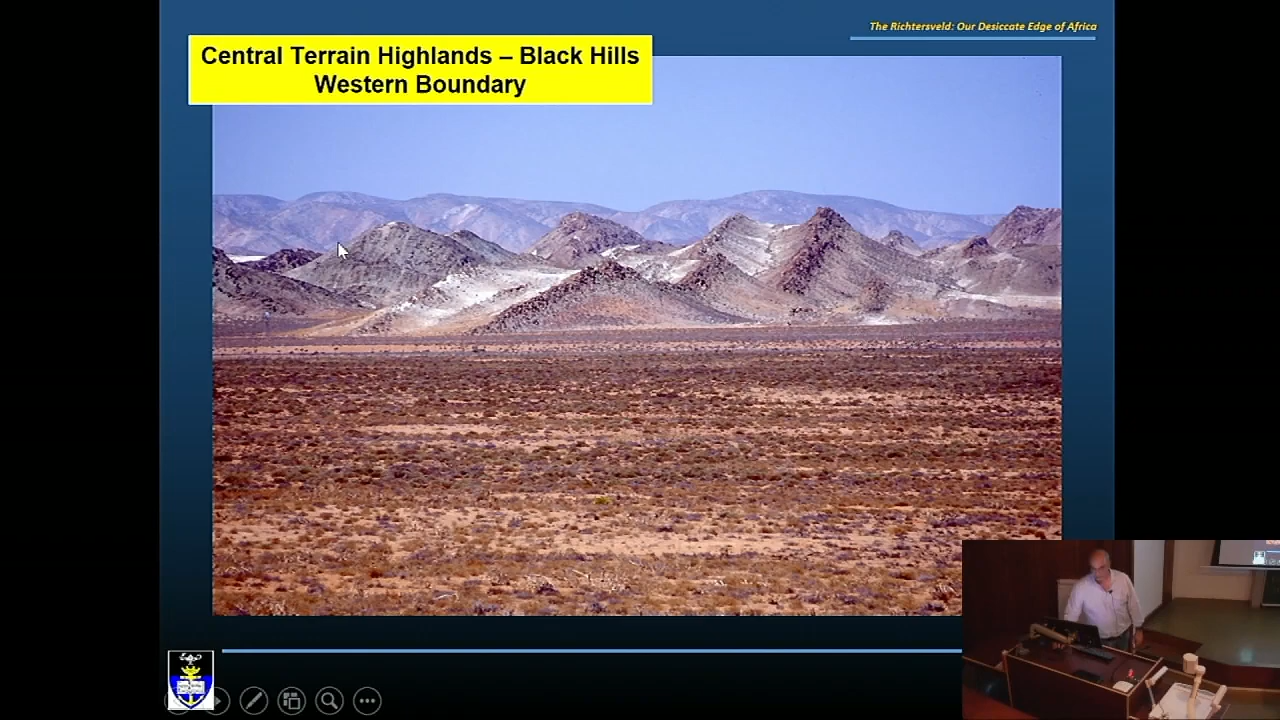 The Richtersveld: Our Desiccate Edge of Africa
Central Terrain Highlands – Black Hills
Western Boundary